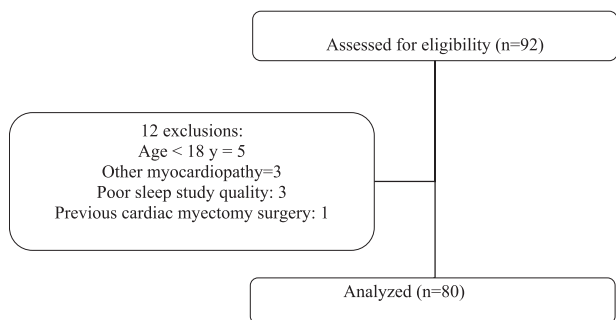 Assessed for eligibility (n=92)
12 exclusions:
Age < 18 y = 5
Other myocardiopathy=3
Poor sleep study quality: 3
Previous cardiac myectomy surgery: 1
Analyzed (n=80)